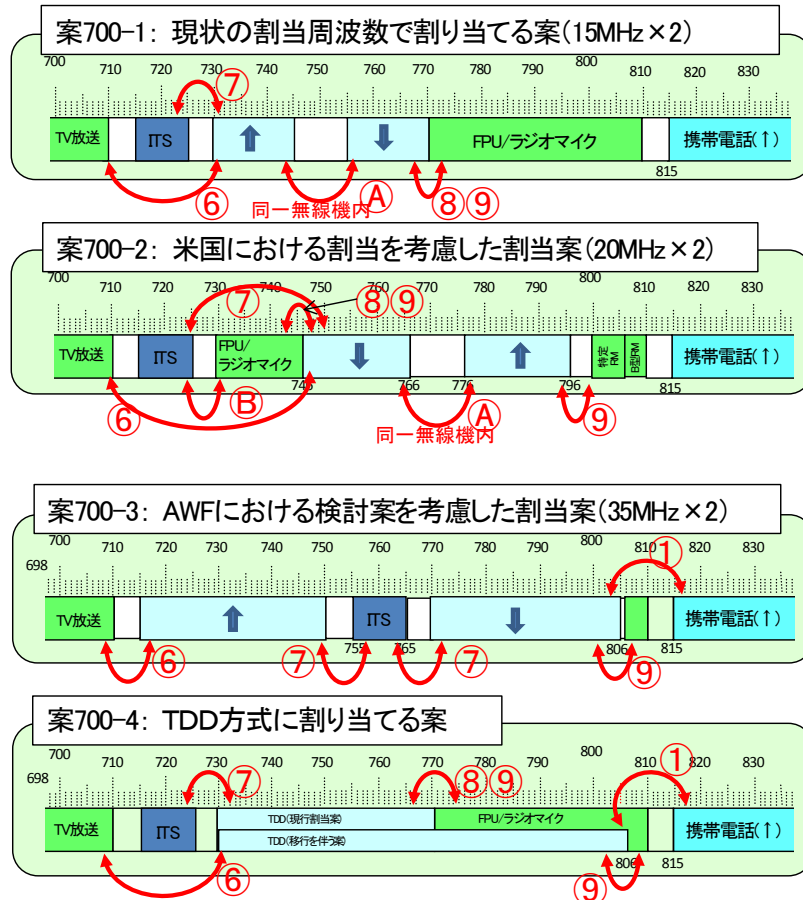 案700-1: 現状の割当周波数で割り当てる案(15MHz×2)
700 710 720 730 740 750 760 770 780 790 800 810 820 830
⑦
TV放送 ITS FPU/ラジオマイク 携帯電話(↑)
815
⑥ 同一無線機内 Ⓐ ⑧⑨
案700-2: 米国における割当を考慮した割当案(20MHz×2)
700 710 720 730 740 750 760 770 780 790 800 810 820 830
⑦ ⑧⑨
TV放送 ITS FPU/ラジオマイク 特定RM B型RM 携帯電話(↑)
745 766 776 796 815
⑥ Ⓑ Ⓐ ⑨
同一無線機内
案700-3: AWFにおける検討案を考慮した割当案(35MHz×2)
700 710 720 730 740 750 760 770 780 790 800 810 820 830
698
①
TV放送 ITS 携帯電話(↑)
755 765 806 815
⑥ ⑦ ⑦ ⑨
案700-4: TDD方式に割り当てる案
700 710 720 730 740 750 760 770 780 790 800 810 820 830
698
⑦ ⑧⑨ ①
TV放送 ITS TDD(現行割当案) FPU/ラジオマイク 携帯電話(↑)
TDD(移行を伴う案)
806 815
⑥ ⑨